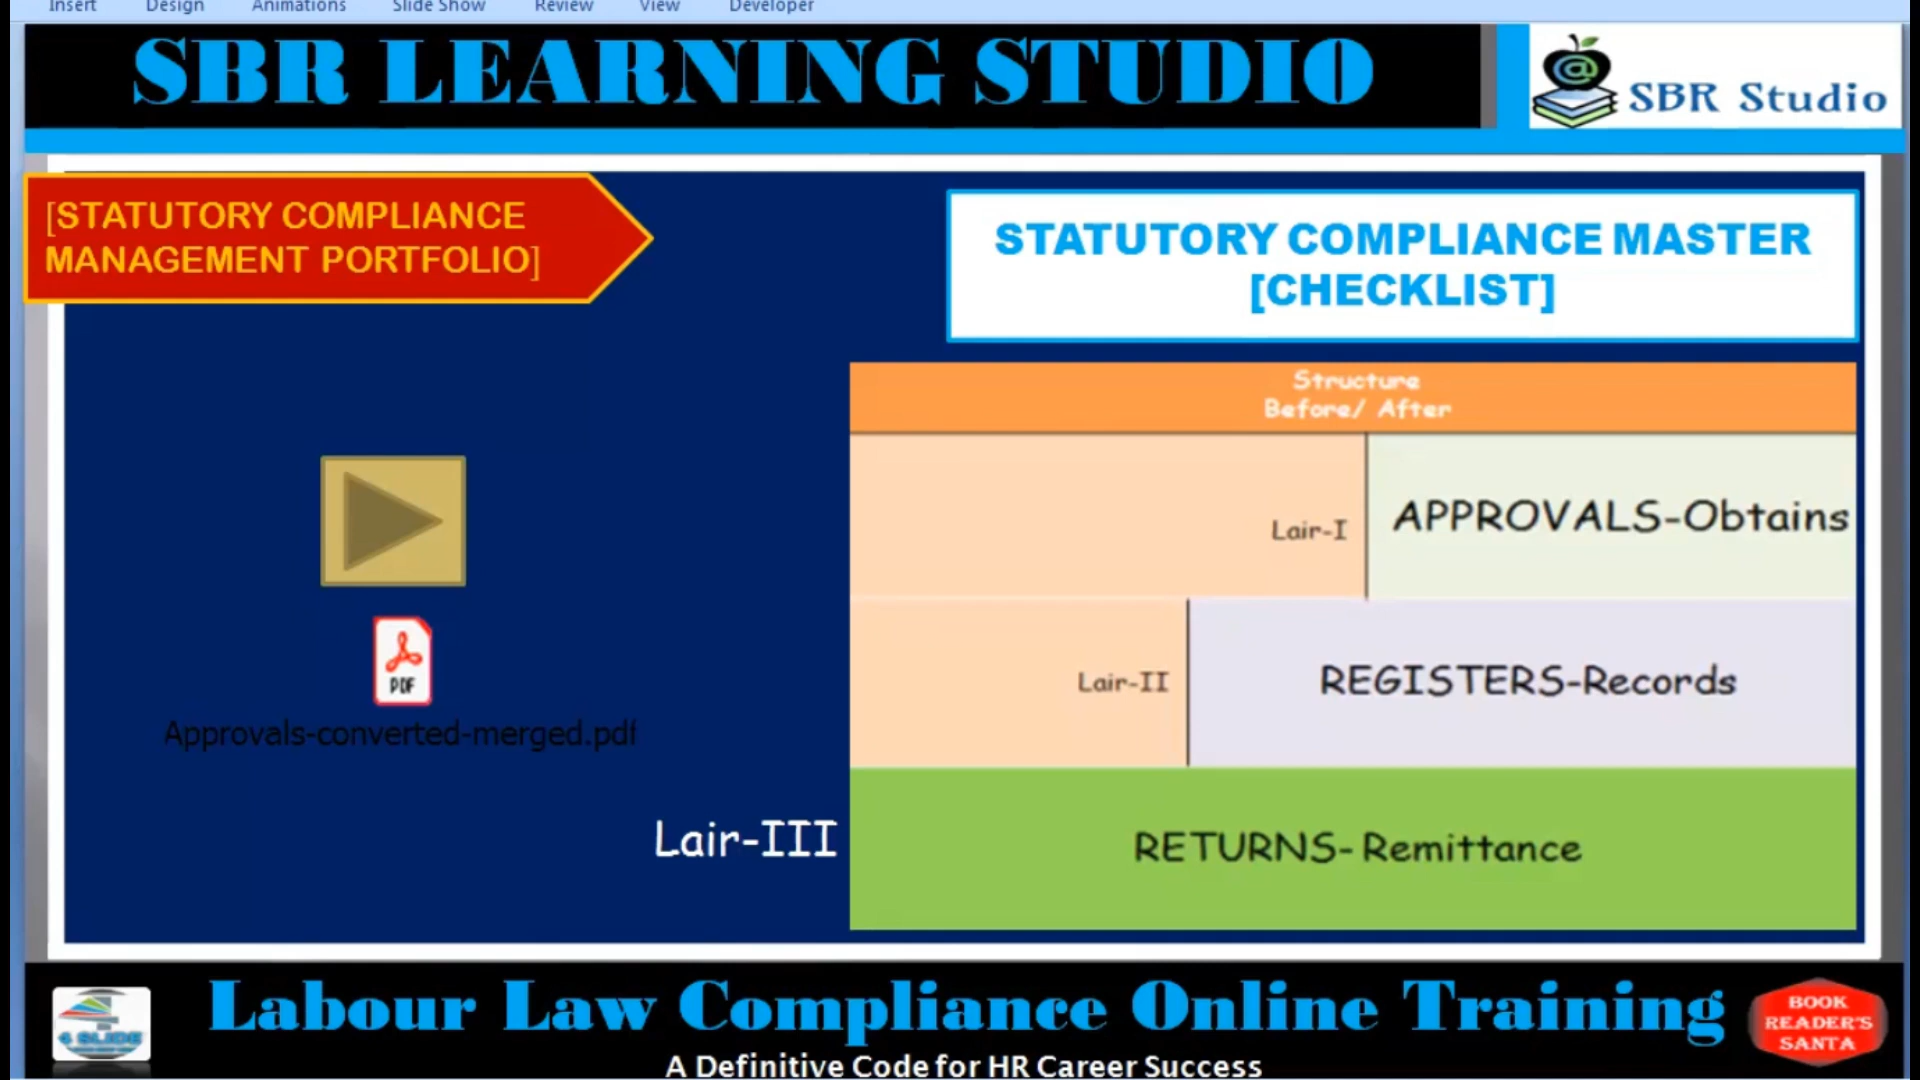 Insert Design Animations Slide Show Review View Developer
SBR LEARNING STUDIO
SBR Studio
[STATUTORY COMPLIANCE
MANAGEMENT PORTFOLIO]
STATUTORY COMPLIANCE MASTER
[CHECKLIST]
Structure
Before/ After
Lair-I
APPROVALS-Obtains
Lair-II
REGISTERS-Records
PDF
Approvals-converted-merged.pdf
Lair-III
RETURNS- Remittance
4 SLIDE
Labour Law Compliance Online Training
A Definitive Code for HR Career Success
BOOK
READER'S
SANTA